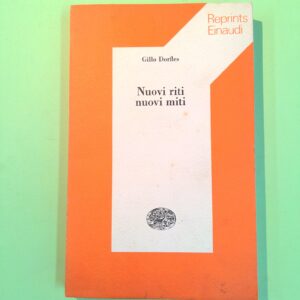 Reprints
Einaudi
Gillo Dorfles
Nuovi riti
nuovi miti